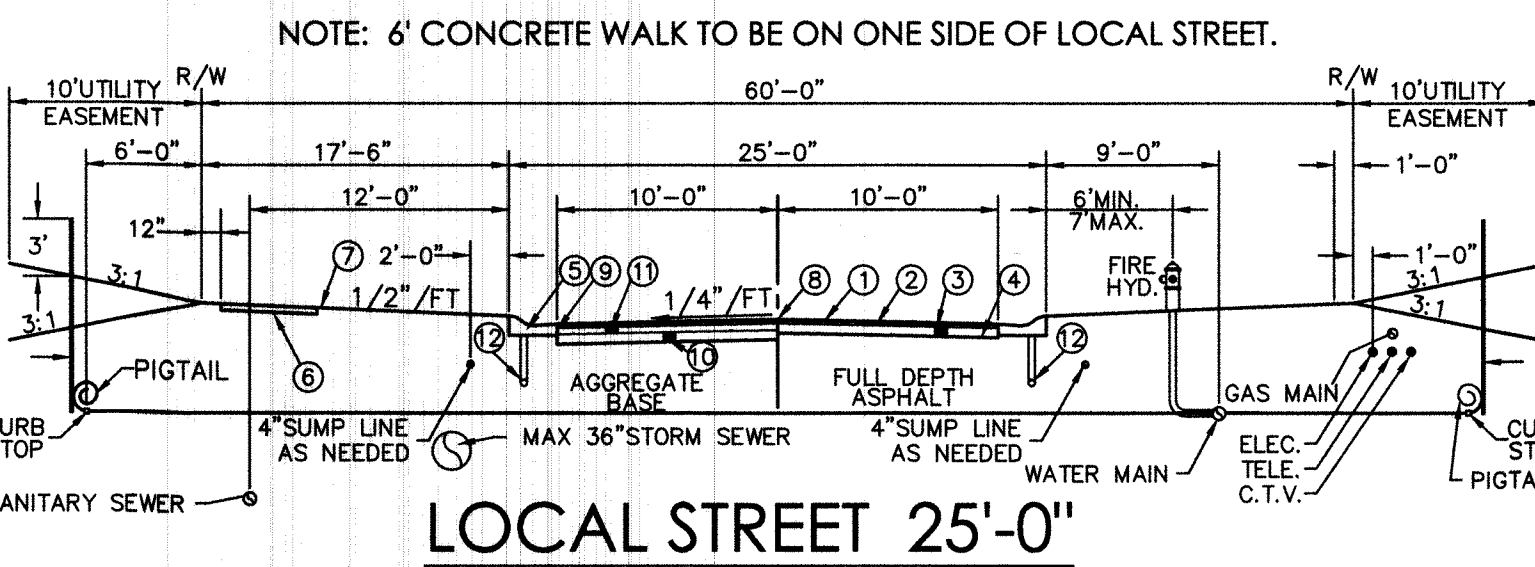 NOTE: 6' CONCRETE WALK TO BE ON ONE SIDE OF LOCAL STREET.
R/W
R/W
10'UTILITY
EASEMENT
60'-0"
10'UTILITY
EASEMENT
6'-0"
17'-6"
25'-0"
9'-0"
1'-0"
12'-0"
10'-0"
10'-0"
6'MIN.
7'MAX.
12"
3'
2'-0"
1'-0"
3:1
7
5
9
11
8
1
2
3
4
FIRE
HYD.
3:1
3:1
1/2" /FT
1/4" /FT
3:1
12
10
12
6
PIGTAIL
AGGREGATE
BASE
FULL DEPTH
ASPHALT
GAS MAIN
URB
TOP
4"SUMP LINE
AS NEEDED
MAX 36"STORM SEWER
4"SUMP LINE
AS NEEDED
WATER MAIN
ELEC.
TELE.
C.T.V.
CU
ST
PIGTA
ANITARY SEWER
LOCAL STREET 25'-0"